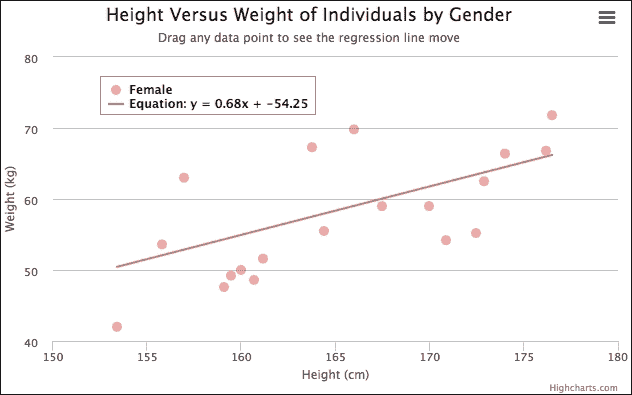 Height Versus Weight of Individuals by Gender
Drag any data point to see the regression line move
80
Female
Equation: y = 0.68x + -54.25
70
60
50
40
Weight (kg)
150 155 160 165 170 175 180
Height (cm)
Highcharts.com